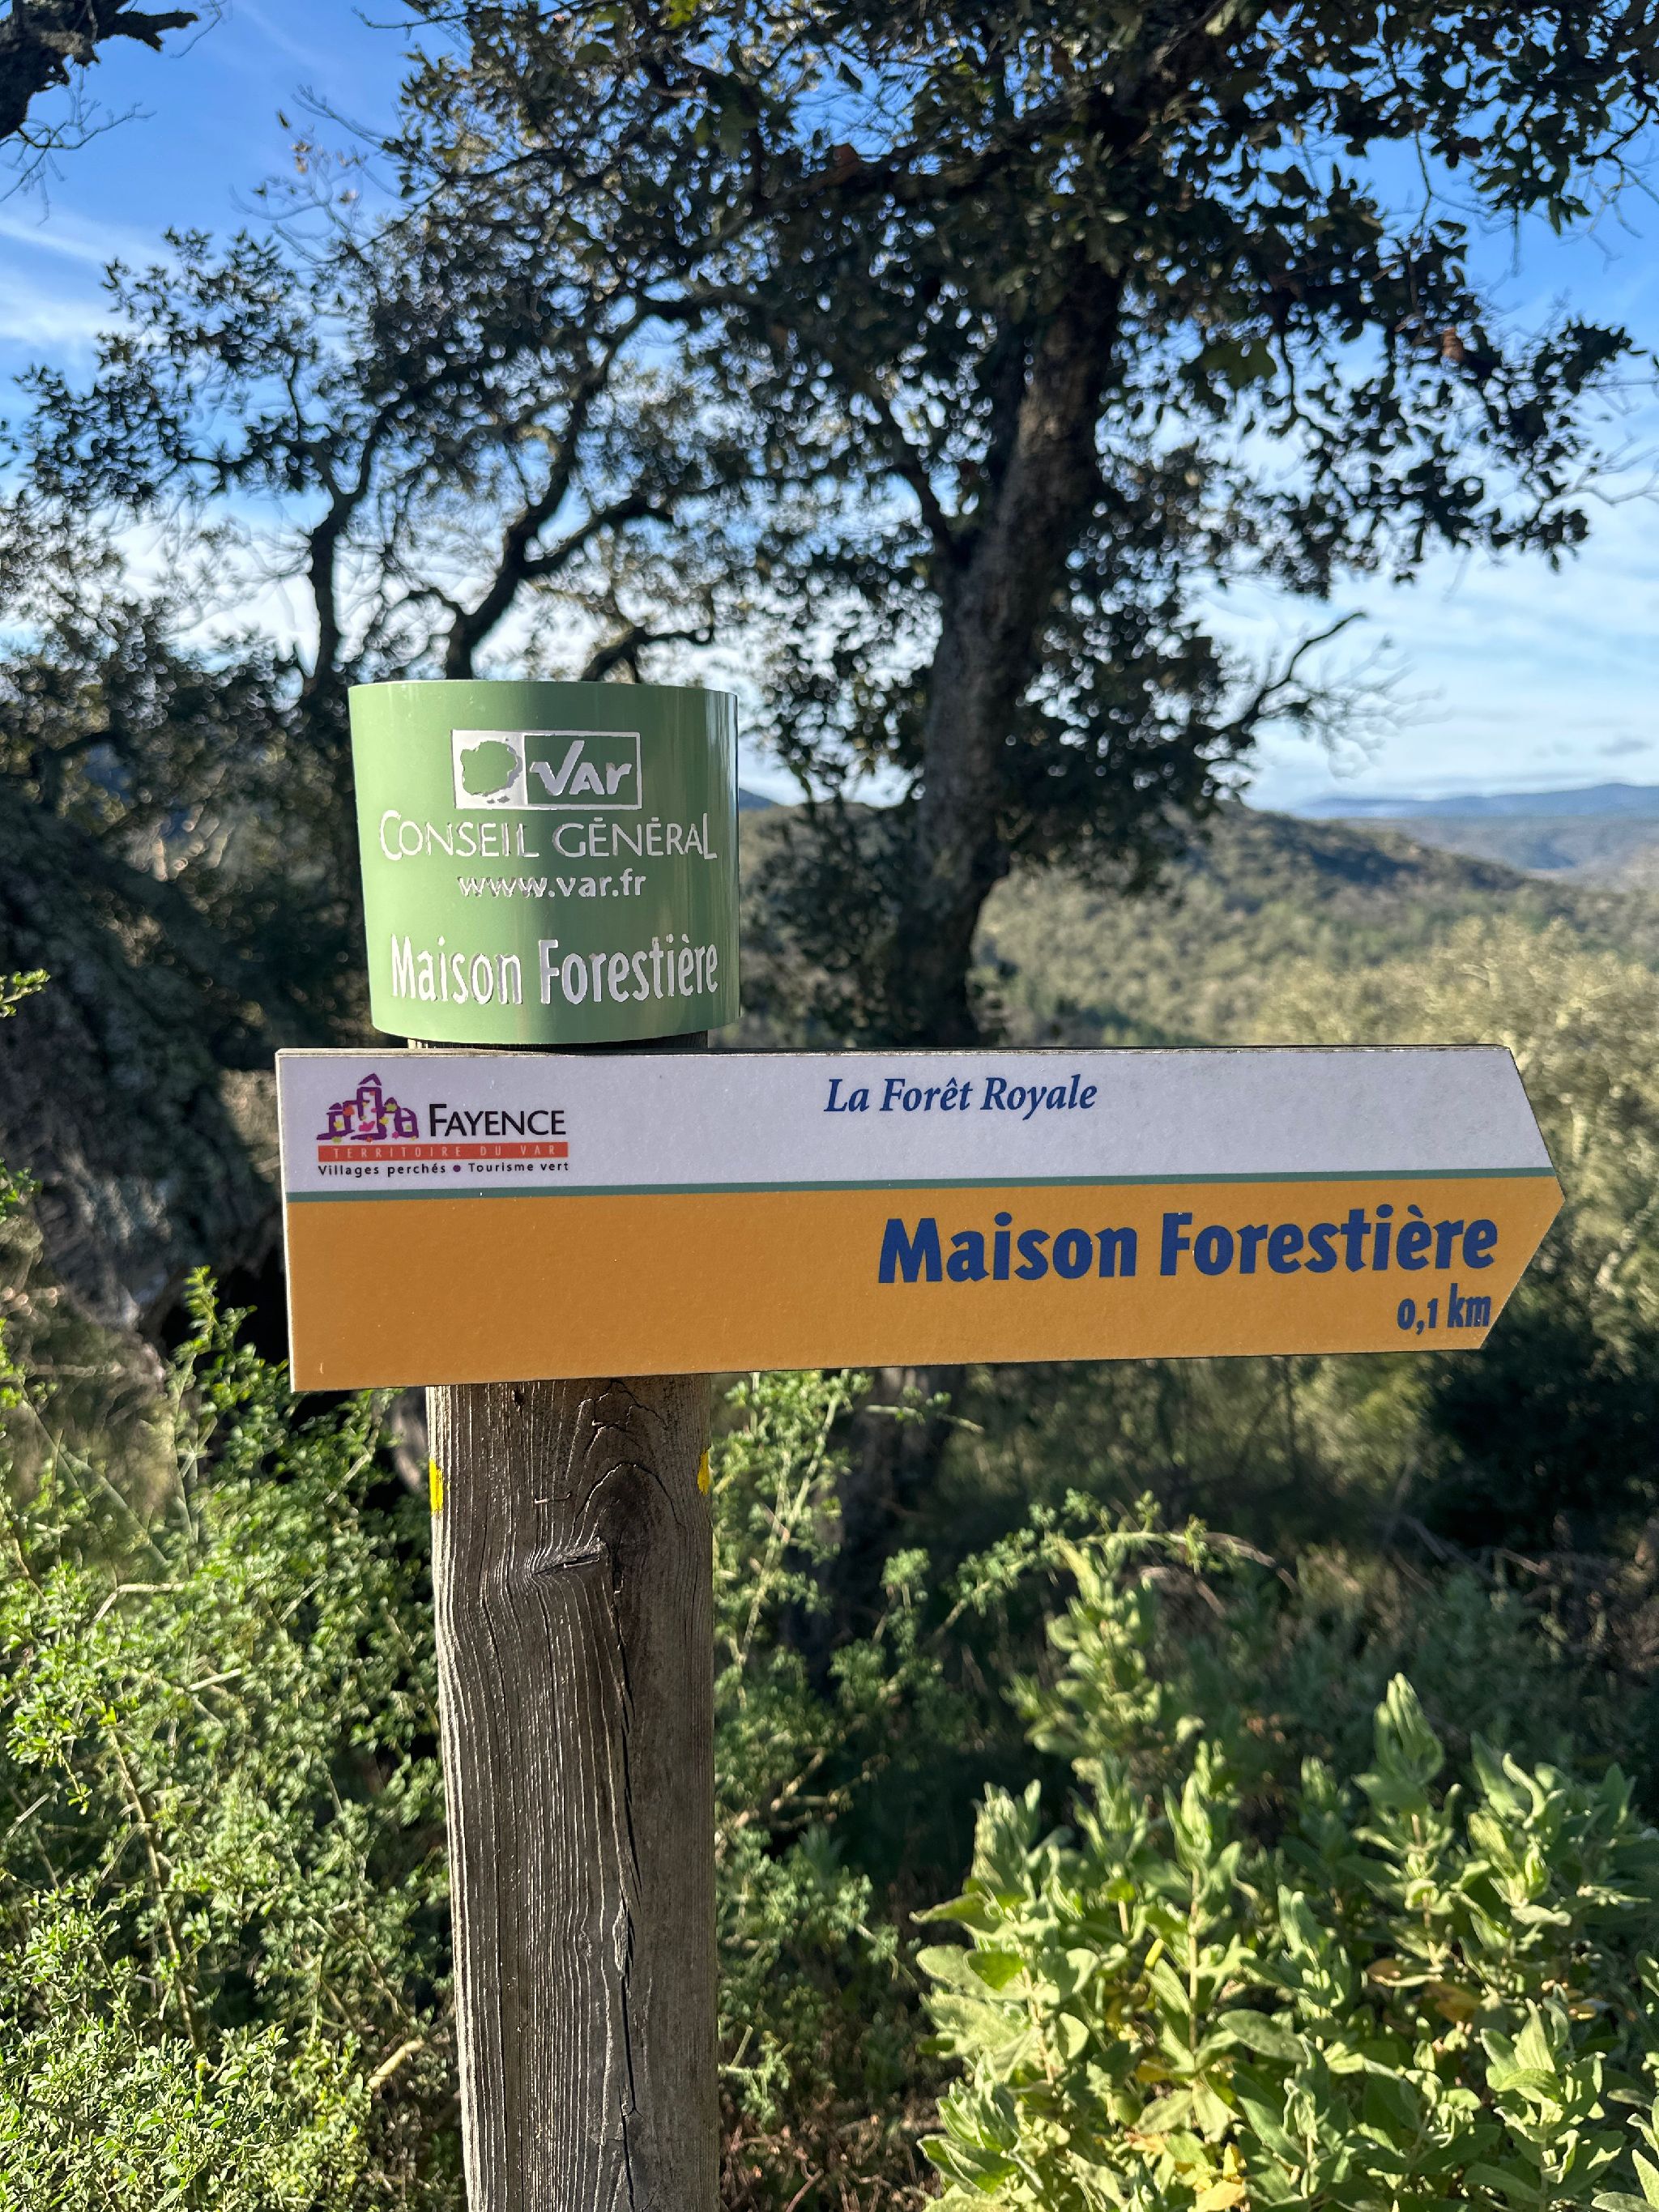 Var
CONSEIL GÉNÉRAL
www.var.fr
Maison Forestière
FAYENCE
TERRITOIRE DU VAR
Villages perchés • Tourisme vert
La Forêt Royale
Maison Forestière
0,1 km